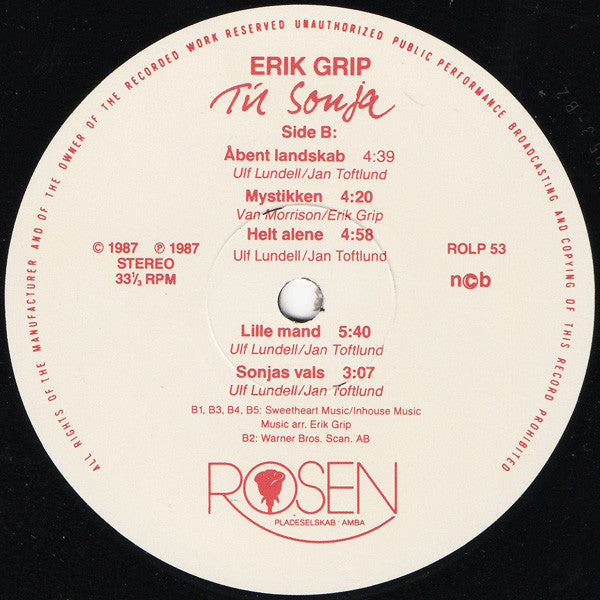 ALL RIGHTS OF THE MANUFACTURER AND OF THE OWNER OF THE RECORDED WORK RESERVED UNAUTHORIZED PUBLIC PERFORMANCE BROADCASTING AND COPYING OF THIS RECORD PROHIBITED
ERIK GRIP
Til Sonja
Side B:
Åbent landskab 4:39
Ulf Lundell/Jan Toftlund
Mystikken 4:20
Van Morrison/Erik Grip
Helt alene 4:58
Ulf Lundell/Jan Toftlund
© 1987 ℗ 1987
STEREO
33⅓ RPM
ROLP 53
ncb
Lille mand 5:40
Ulf Lundell/Jan Toftlund
Sonjas vals 3:07
Ulf Lundell/Jan Toftlund
B1, B3, B4, B5: Sweetheart Music/Inhouse Music
Music arr. Erik Grip
B2: Warner Bros. Scan. AB
ROSEN
PLADESELSKAB · AMBA